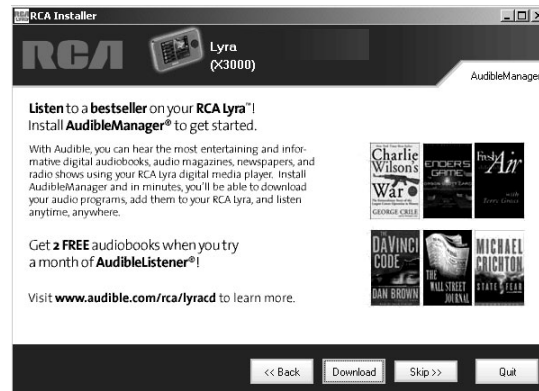 RCA Installer
RCA
Lyra
(X3000)
AudibleManager
Listen to a bestseller on your RCA Lyra™!
Install AudibleManager® to get started.
With Audible, you can hear the most entertaining and infor-
mative digital audiobooks, audio magazines, newspapers, and
radio shows using your RCA Lyra digital media player. Install
AudibleManager and in minutes, you'll be able to download
your audio programs, add them to your RCA Lyra, and listen
anytime, anywhere.
Get 2 FREE audiobooks when you try
a month of AudibleListener®!
Visit www.audible.com/rca/lyracd to learn more.
Charlie
Wilson's
War
GEORGE CRILE
ENDER'S
GAME
Fresh Air
with
Terry Gross
DA VINCI
CODE
DAN BROWN
THE
WALL STREET
JOURNAL
MICHAEL
CRICHTON
STATE FEAR
<< Back
Download
Skip >>
Quit